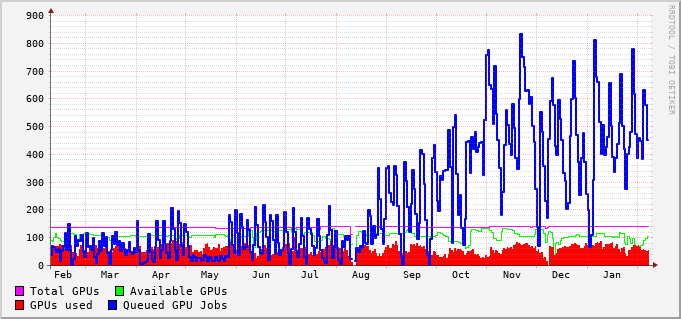 900
800
700
600
500
400
300
200
100
0
Feb Mar Apr May Jun Jul Aug Sep Oct Nov Dec Jan
Total GPUs Available GPUs
GPUs used Queued GPU Jobs
RRDTOOL / TOBI OETIKER